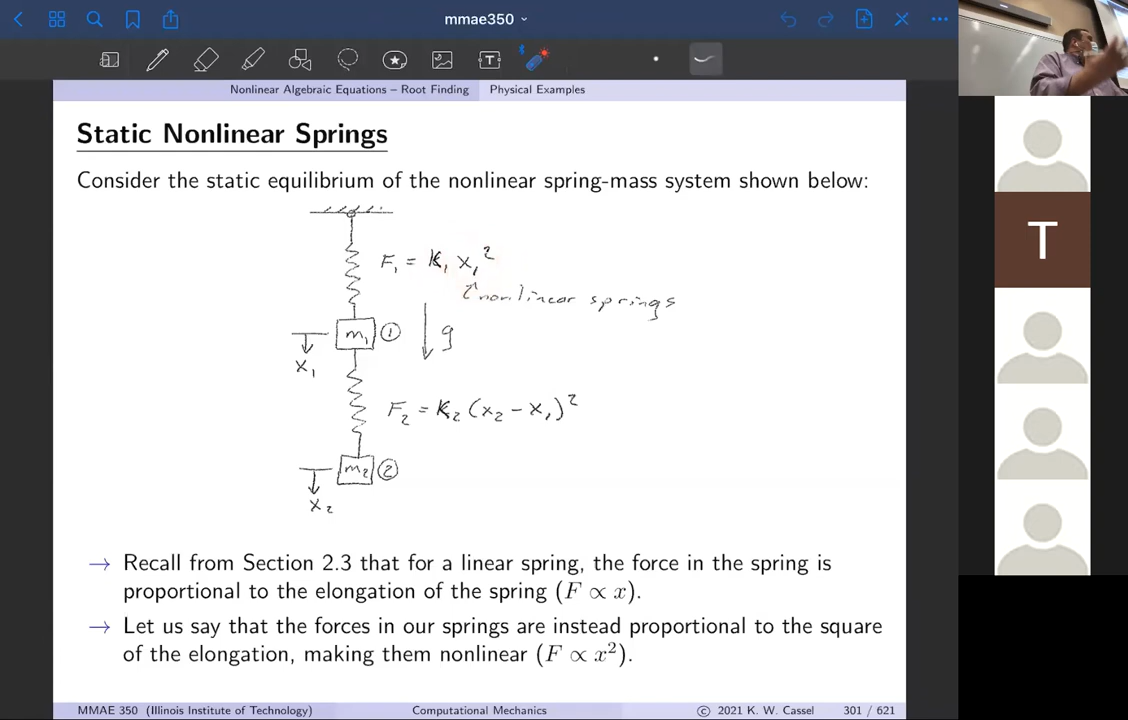 mmae350
Nonlinear Algebraic Equations – Root Finding Physical Examples
Static Nonlinear Springs
Consider the static equilibrium of the nonlinear spring-mass system shown below:
F₁ = k₁ x₁²
↑ nonlinear springs
m₁ ①
g
x₁
F₂ = k₂ (x₂ − x₁)²
m₂ ②
x₂
→ Recall from Section 2.3 that for a linear spring, the force in the spring is
proportional to the elongation of the spring (F ∝ x).
→ Let us say that the forces in our springs are instead proportional to the square
of the elongation, making them nonlinear (F ∝ x²).
MMAE 350 (Illinois Institute of Technology) Computational Mechanics © 2021 K. W. Cassel 301 / 621
T